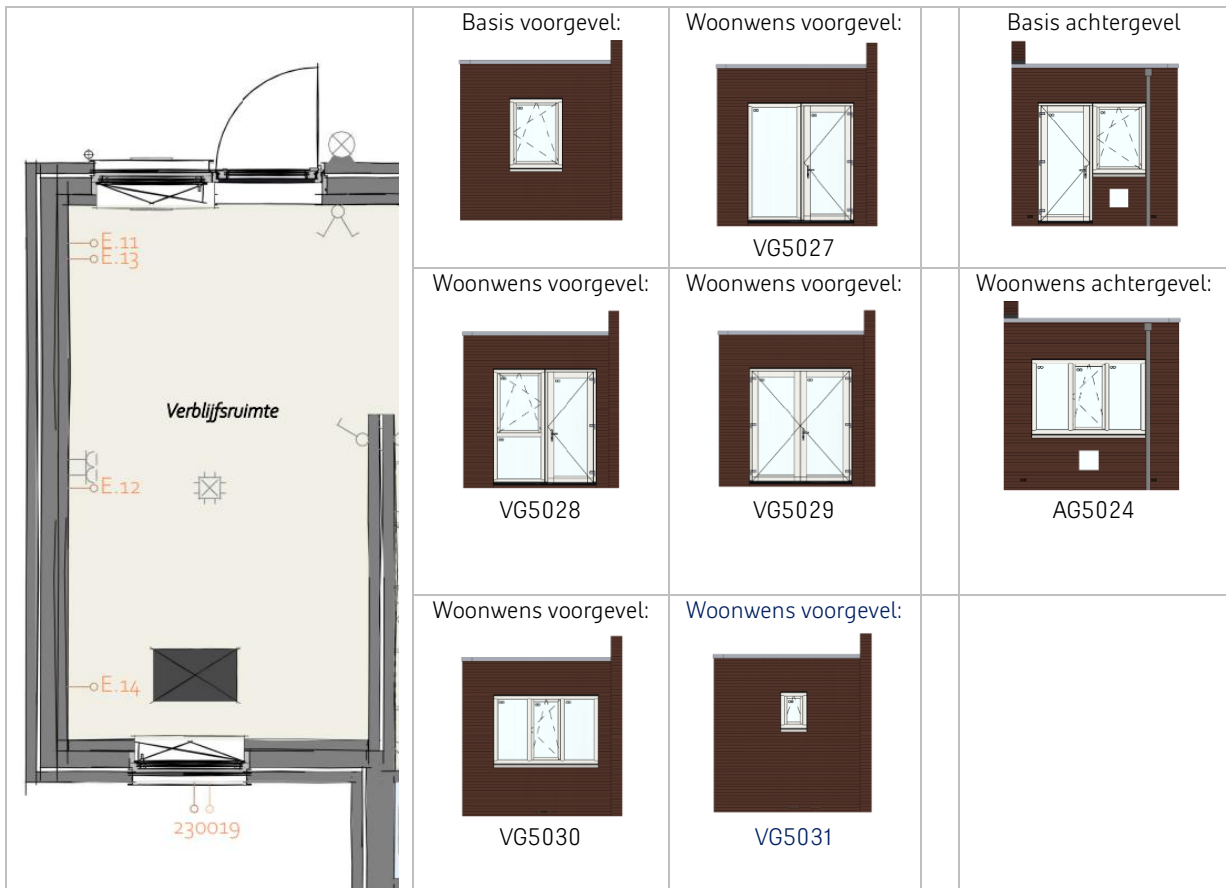 E.11
E.13
Verblijfsruimte
E.12
E.14
230019
Basis voorgevel:
Woonwens voorgevel:
VG5027
Basis achtergevel
Woonwens voorgevel:
VG5028
Woonwens voorgevel:
VG5029
Woonwens achtergevel:
AG5024
Woonwens voorgevel:
VG5030
Woonwens voorgevel:
VG5031